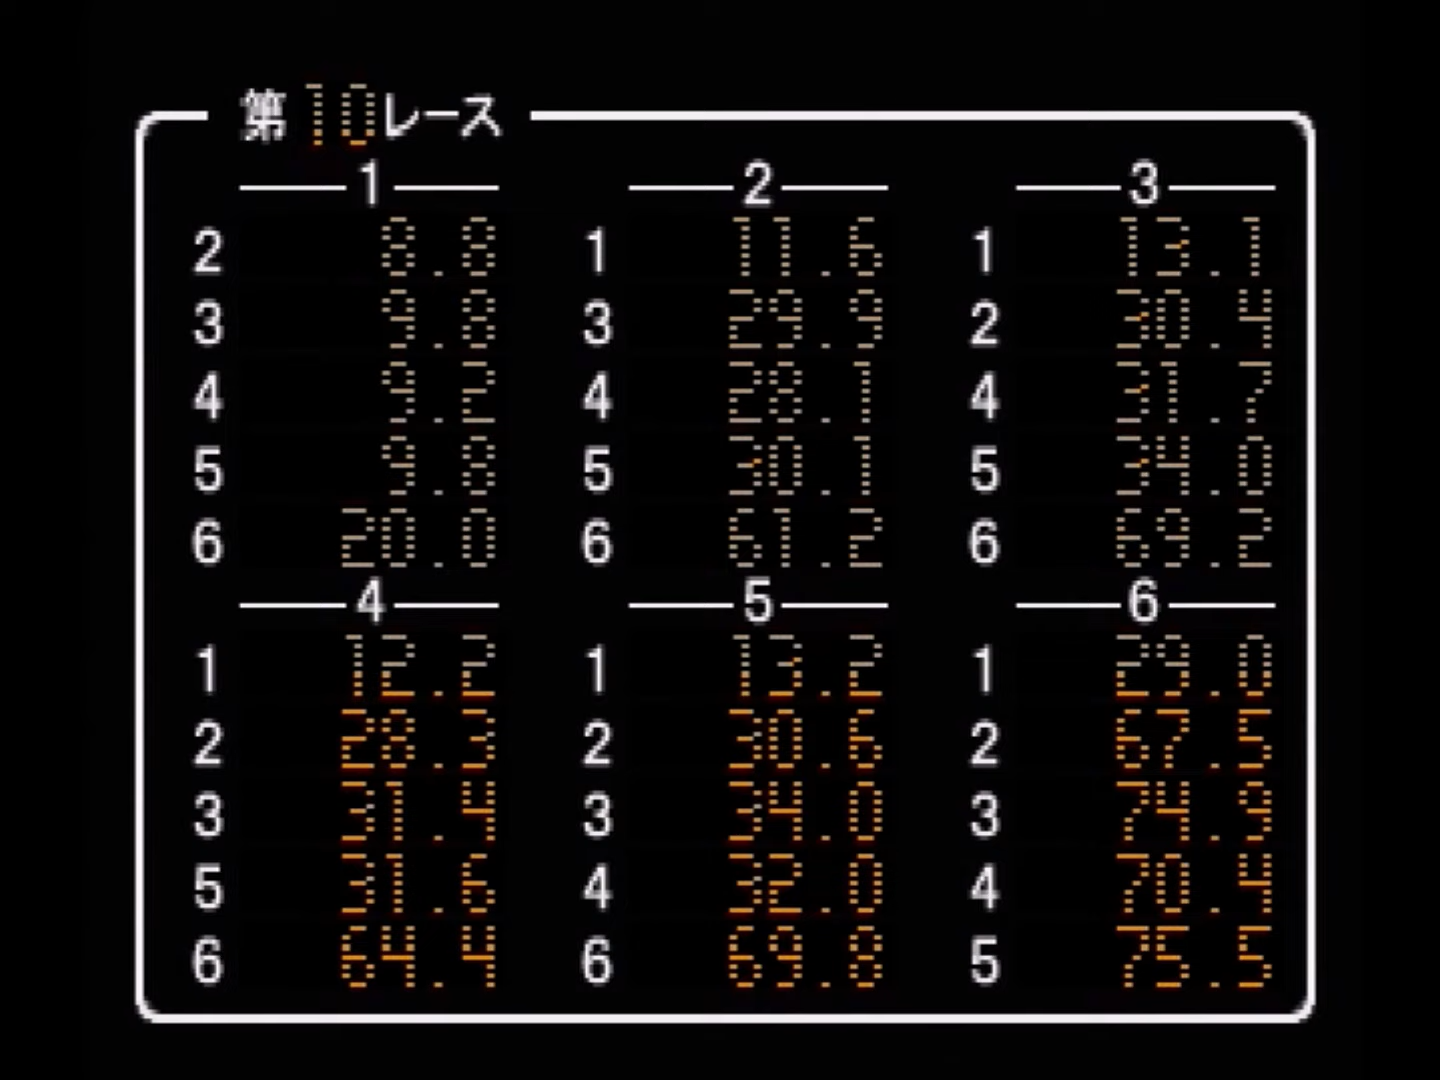 第10レース
1 2 3
2 8.8 1 11.6 1 13.1
3 9.8 3 29.9 2 30.4
4 9.2 4 28.1 4 31.7
5 9.8 5 30.1 5 34.0
6 20.0 6 61.2 6 69.2
4 5 6
1 12.2 1 13.2 1 29.0
2 28.3 2 30.6 2 67.5
3 31.4 3 34.0 3 74.9
5 31.6 4 32.0 4 70.4
6 64.4 6 69.8 5 75.5